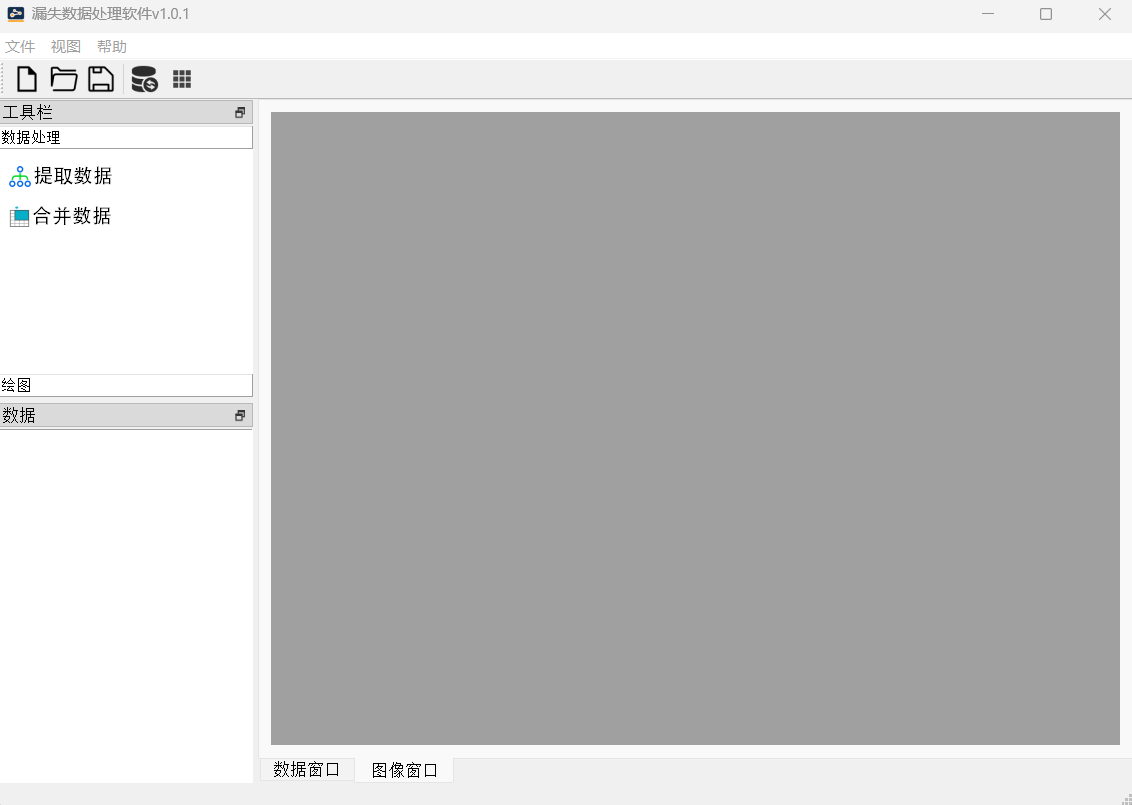 漏失数据处理软件v1.0.1
文件 视图 帮助
工具栏
数据处理
提取数据
合并数据
绘图
数据
数据窗口 图像窗口